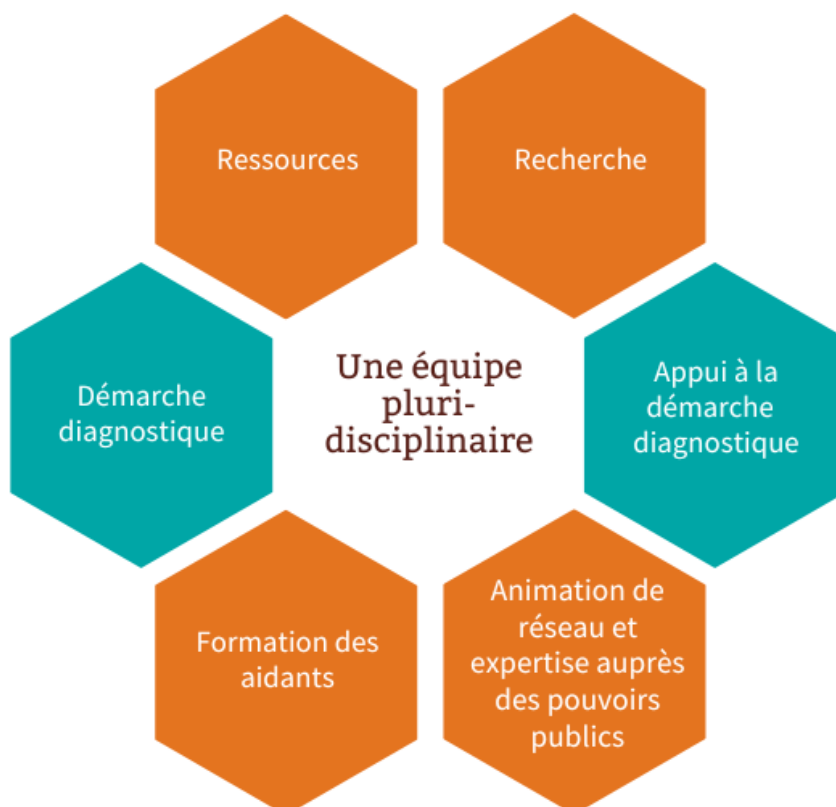 Ressources
Recherche
Démarche
diagnostique
Une équipe
pluri-
disciplinaire
Appui à la
démarche
diagnostique
Formation des
aidants
Animation de
réseau et
expertise auprès
des pouvoirs
publics